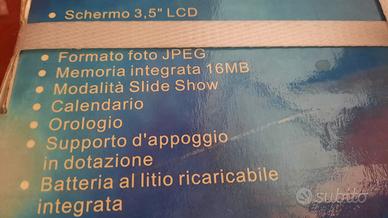 • Schermo 3,5" LCD
• Formato foto JPEG
• Memoria integrata 16MB
• Modalità Slide Show
• Calendario
• Orologio
• Supporto d'appoggio
in dotazione
• Batteria al litio ricaricabile
integrata
subito